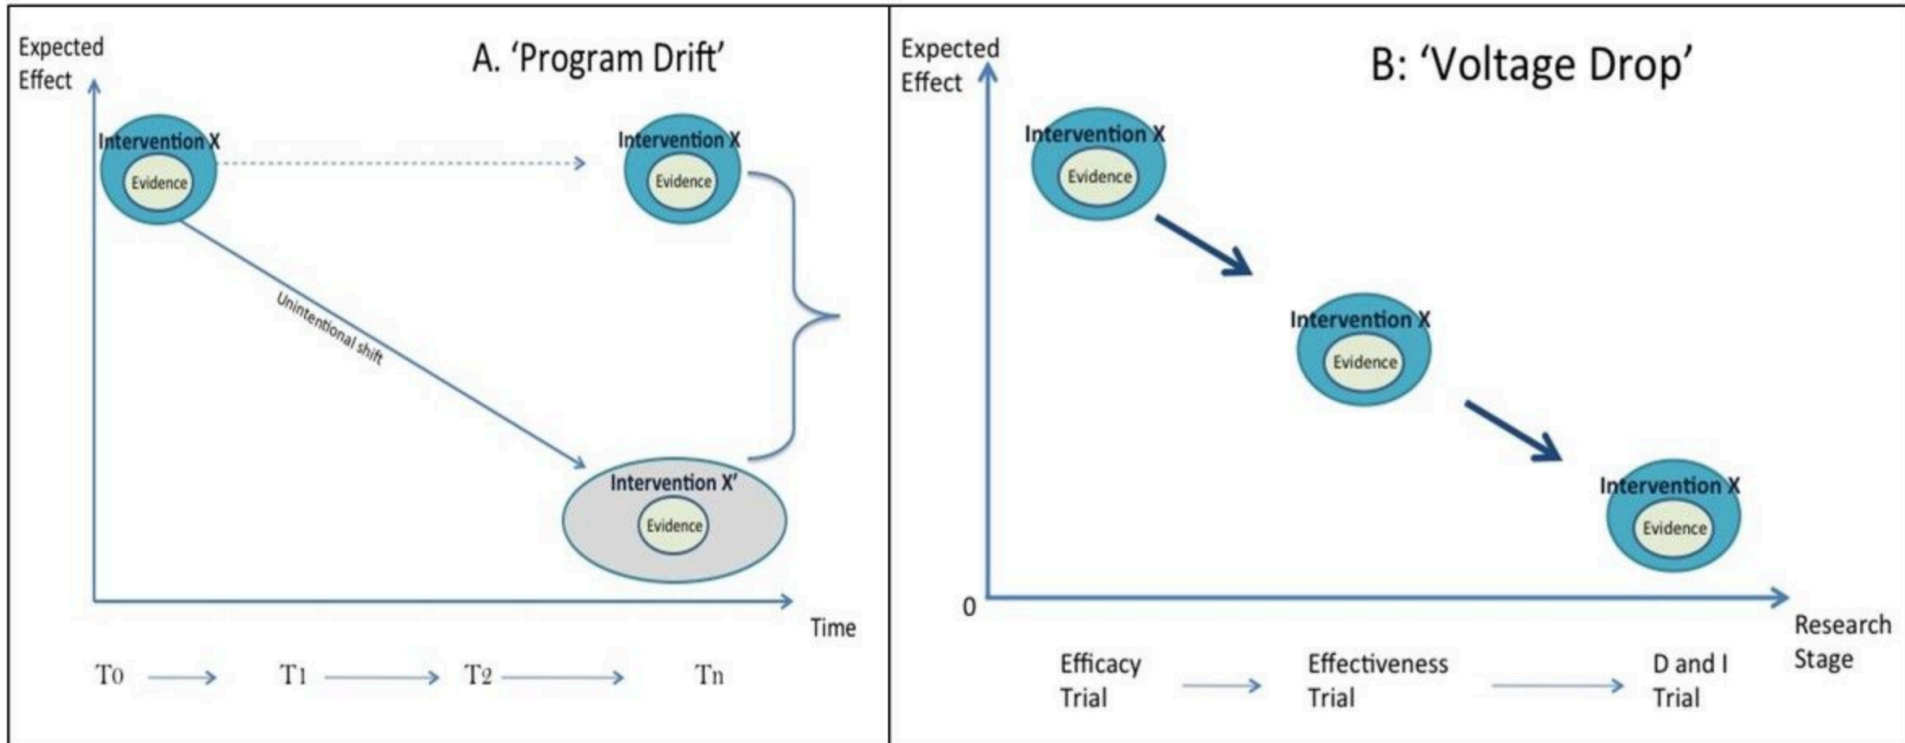 A. ‘Program Drift’
Expected
Effect
Intervention X
Evidence
Intervention X
Evidence
Unintentional shift
Intervention X’
Evidence
Time
T0
T1
T2
Tn
B: ‘Voltage Drop’
Expected
Effect
Intervention X
Evidence
Intervention X
Evidence
Intervention X
Evidence
0
Research
Stage
Efficacy
Trial
Effectiveness
Trial
D and I
Trial